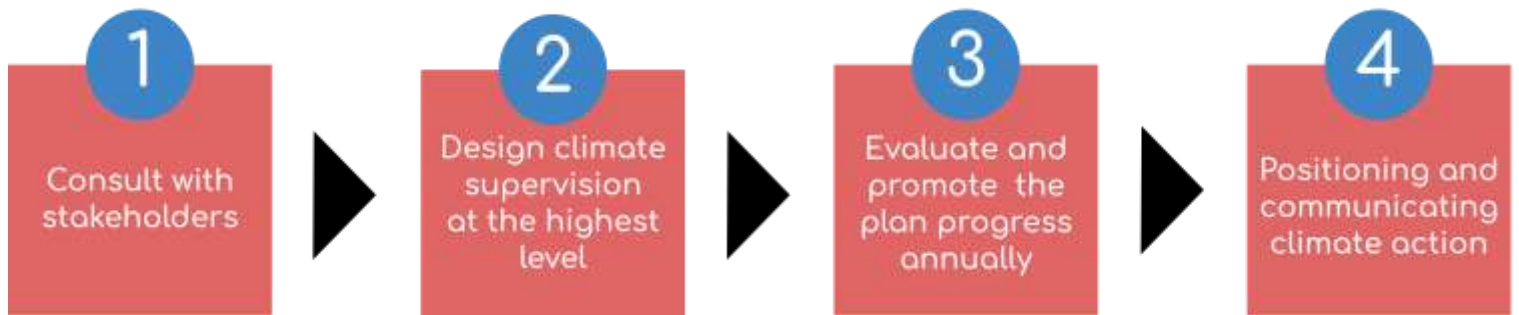 1
Consult with
stakeholders
2
Design climate
supervision
at the highest
level
3
Evaluate and
promote the
plan progress
annually
4
Positioning and
communicating
climate action